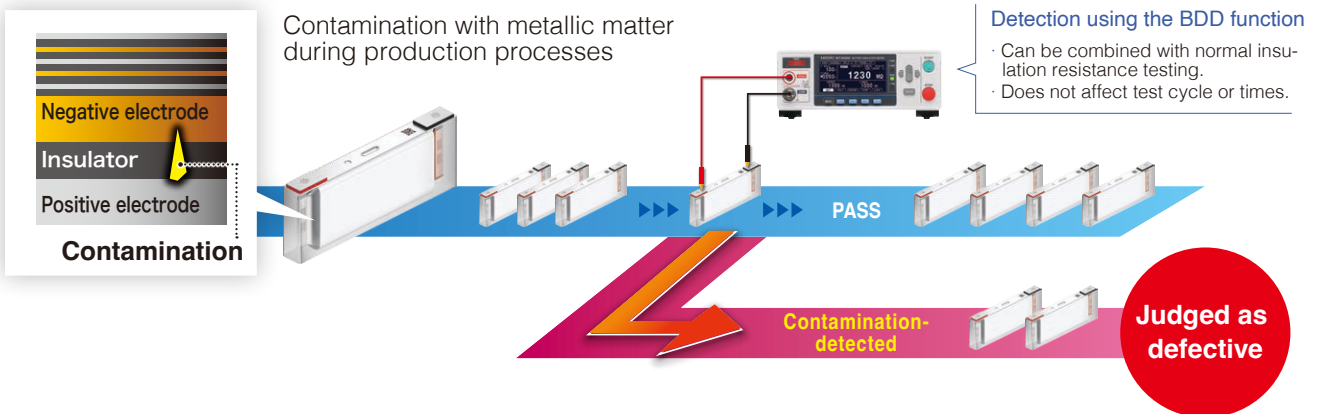 Contamination with metallic matter
during production processes
Negative electrode
Insulator
Positive electrode
Contamination
1230 MΩ
Detection using the BDD function
· Can be combined with normal insu-
lation resistance testing.
· Does not affect test cycle or times.
PASS
Contamination-
detected
Judged as
defective